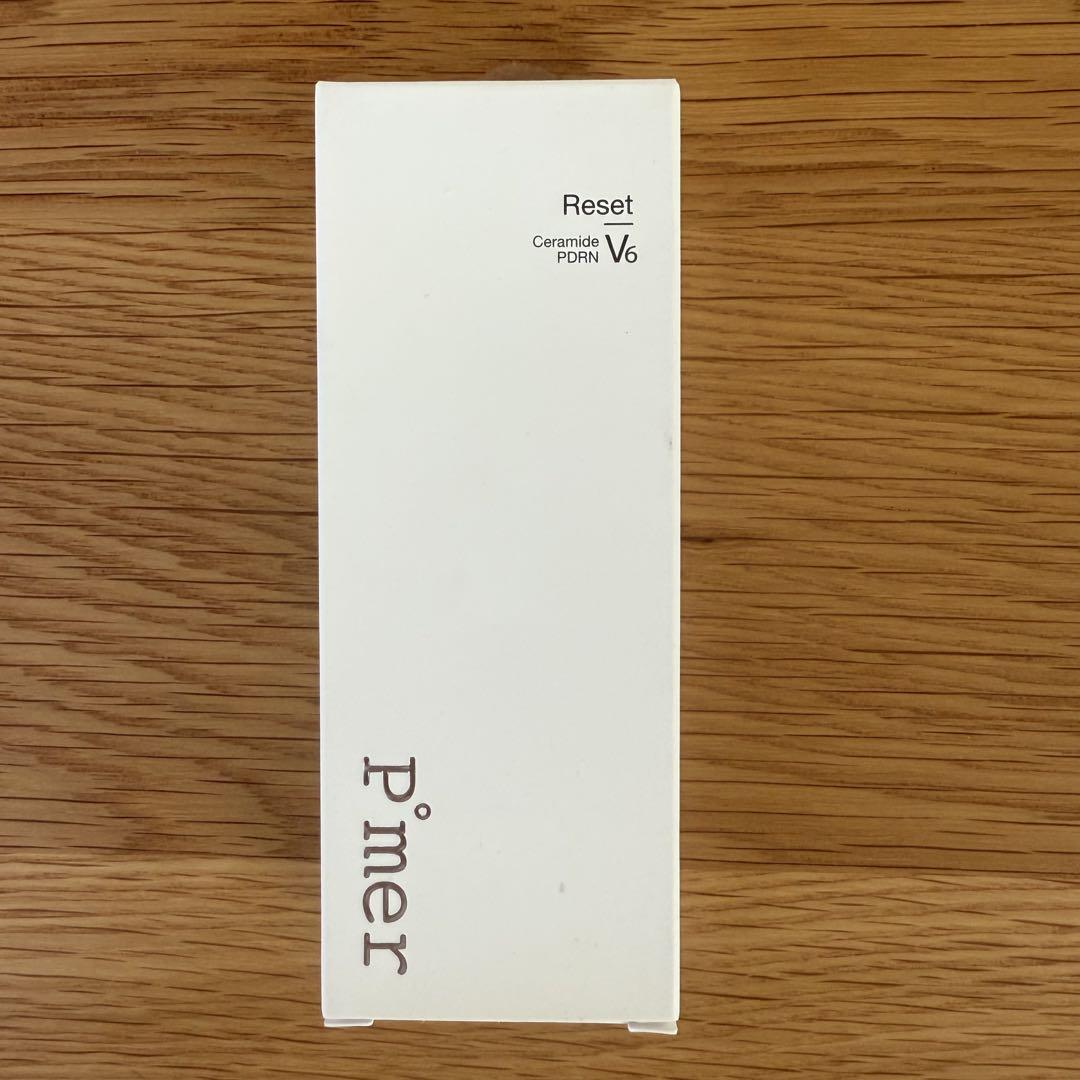 Reset
Ceramide
PDRN V6
P°mer